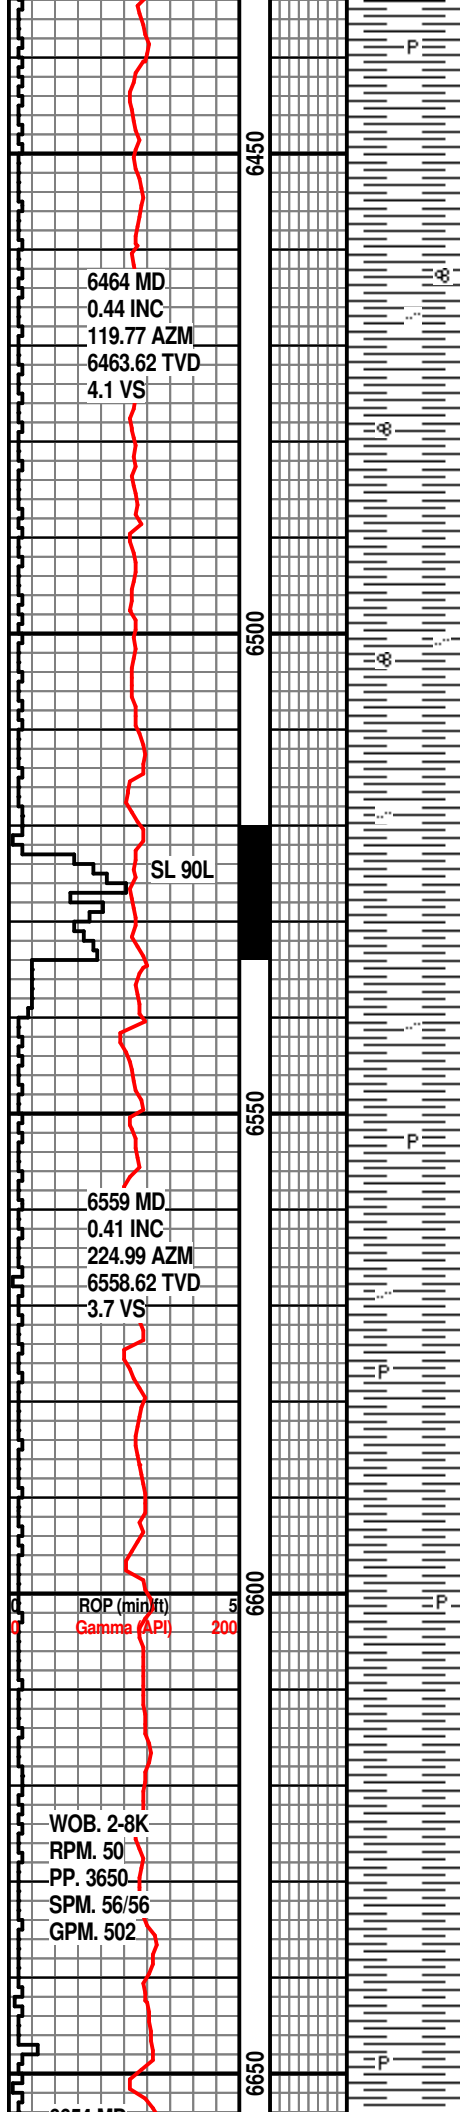 P
6450
6464 MD
0.44 INC
119.77 AZM
6463.62 TVD
4.1 VS
6500
SL 90L
6550
P
6559 MD
0.41 INC
224.99 AZM
6558.62 TVD
3.7 VS
P
6600
P
0 ROP (min/ft) 5
0 Gamma (API) 200
WOB. 2-8K
RPM. 50
PP. 3650
SPM. 56/56
GPM. 502
6650
P